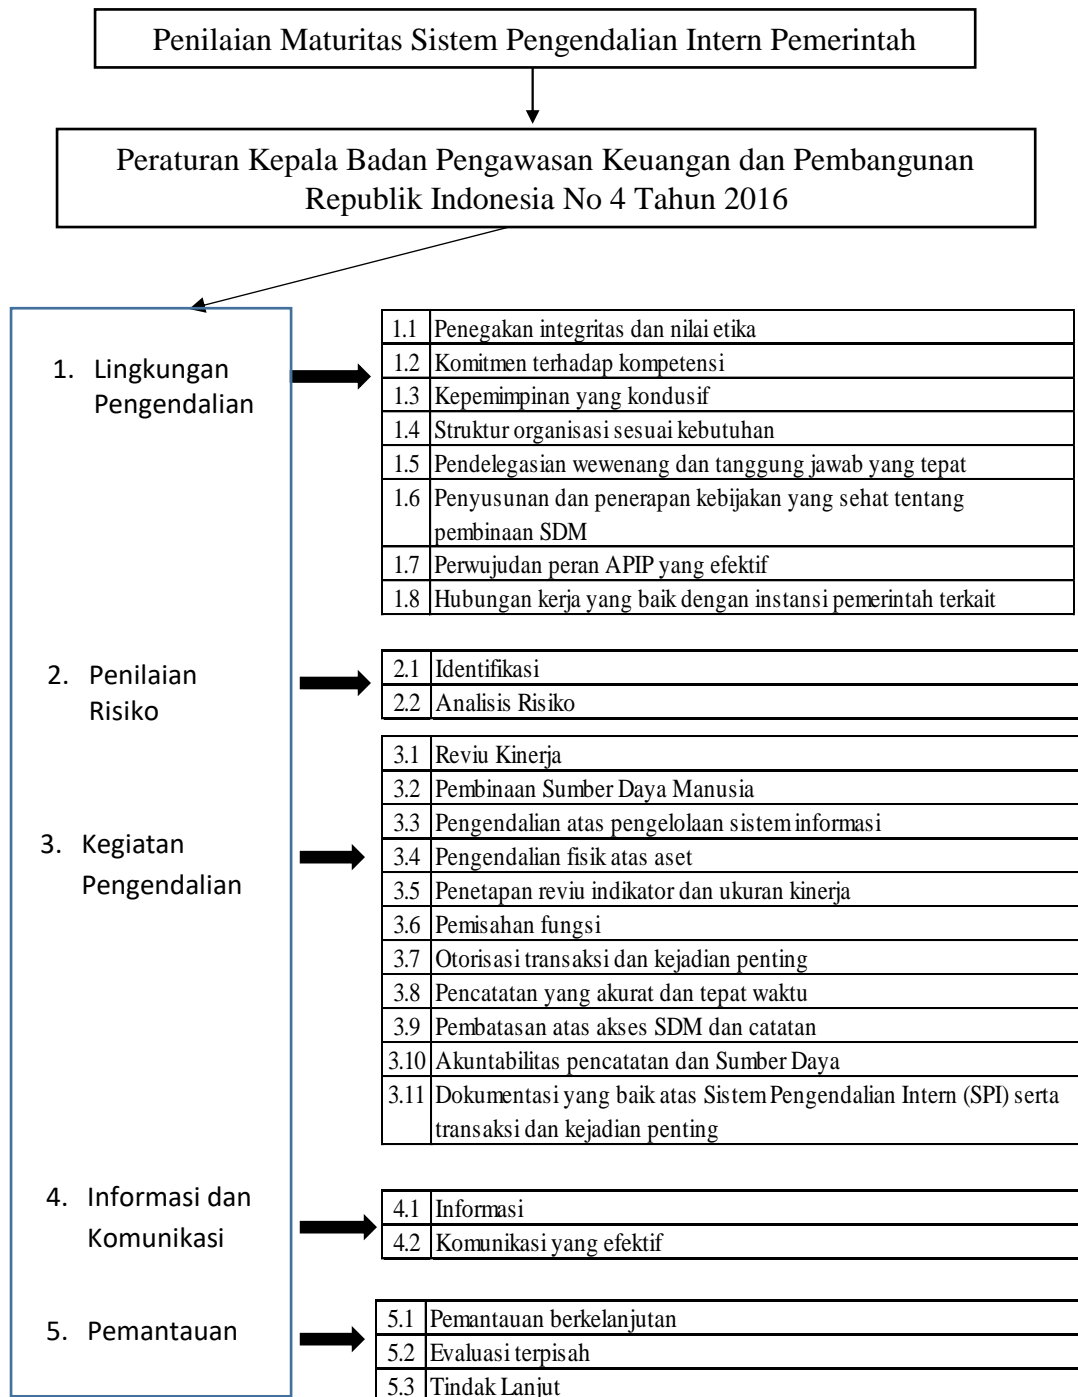 Penilaian Maturitas Sistem Pengendalian Intern Pemerintah
Peraturan Kepala Badan Pengawasan Keuangan dan Pembangunan
Republik Indonesia No 4 Tahun 2016
1. Lingkungan
Pengendalian
1.1 Penegakan integritas dan nilai etika
1.2 Komitmen terhadap kompetensi
1.3 Kepemimpinan yang kondusif
1.4 Struktur organisasi sesuai kebutuhan
1.5 Pendelegasian wewenang dan tanggung jawab yang tepat
1.6 Penyusunan dan penerapan kebijakan yang sehat tentang
pembinaan SDM
1.7 Perwujudan peran APIP yang efektif
1.8 Hubungan kerja yang baik dengan instansi pemerintah terkait
2. Penilaian
Risiko
2.1 Identifikasi
2.2 Analisis Risiko
3. Kegiatan
Pengendalian
3.1 Reviu Kinerja
3.2 Pembinaan Sumber Daya Manusia
3.3 Pengendalian atas pengelolaan sistem informasi
3.4 Pengendalian fisik atas aset
3.5 Penetapan reviu indikator dan ukuran kinerja
3.6 Pemisahan fungsi
3.7 Otorisasi transaksi dan kejadian penting
3.8 Pencatatan yang akurat dan tepat waktu
3.9 Pembatasan atas akses SDM dan catatan
3.10 Akuntabilitas pencatatan dan Sumber Daya
3.11 Dokumentasi yang baik atas Sistem Pengendalian Intern (SPI) serta
transaksi dan kejadian penting
4. Informasi dan
Komunikasi
4.1 Informasi
4.2 Komunikasi yang efektif
5. Pemantauan
5.1 Pemantauan berkelanjutan
5.2 Evaluasi terpisah
5.3 Tindak Lanjut